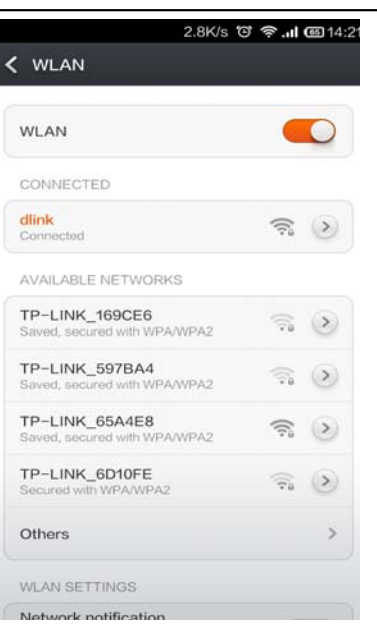 2.8K/s 65 14:21
WLAN
WLAN
CONNECTED
dlink
Connected
AVAILABLE NETWORKS
TP-LINK_169CE6
Saved, secured with WPA/WPA2
TP-LINK_597BA4
Saved, secured with WPA/WPA2
TP-LINK_65A4E8
Saved, secured with WPA/WPA2
TP-LINK_6D10FE
Secured with WPA/WPA2
Others
WLAN SETTINGS
Network notification